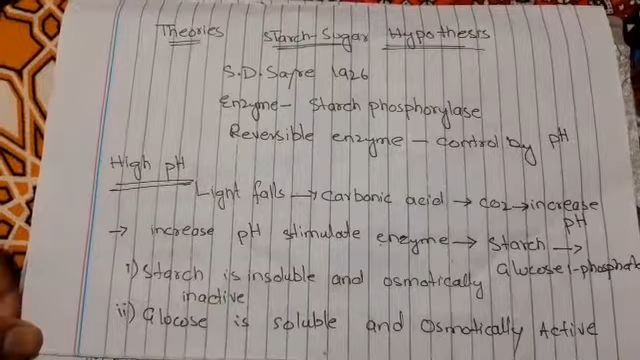 Theories Starch-Sugar Hypothesis
S.D. Sayre 1926
Enzyme- Starch phosphorylase
Reversible enzyme - control by pH
High pH
Light falls → carbonic acid → CO2 → increase pH
→ increase pH stimulate enzyme → starch →
Glucose 1-phosphate
i) Starch is insoluble and osmotically
inactive
ii) Glocose is soluble and Osmotically Active